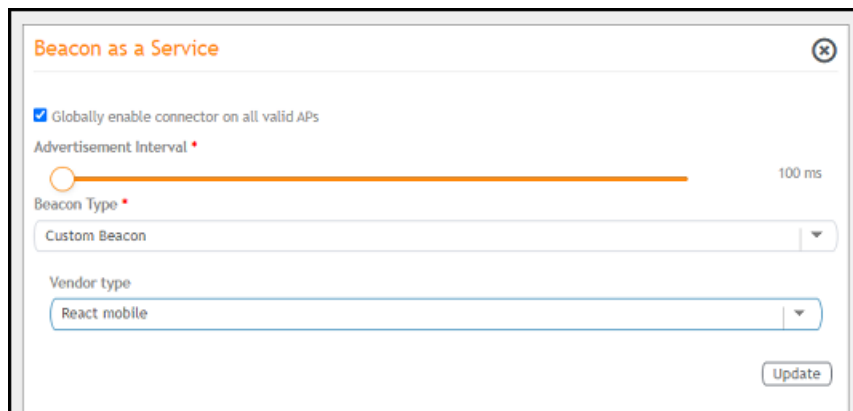 Beacon as a Service
Globally enable connector on all valid APs
Advertisement Interval *
100 ms
Beacon Type *
Custom Beacon
Vendor type
React mobile
Update